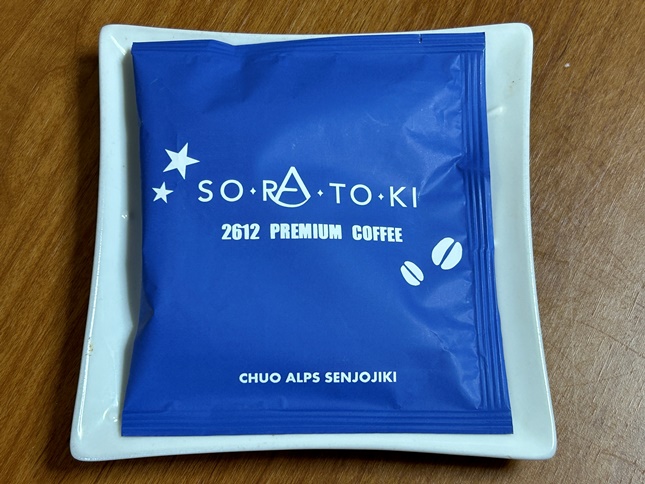 SO・RA・TO・KI
2612 PREMIUM COFFEE
CHUO ALPS SENJOJIKI